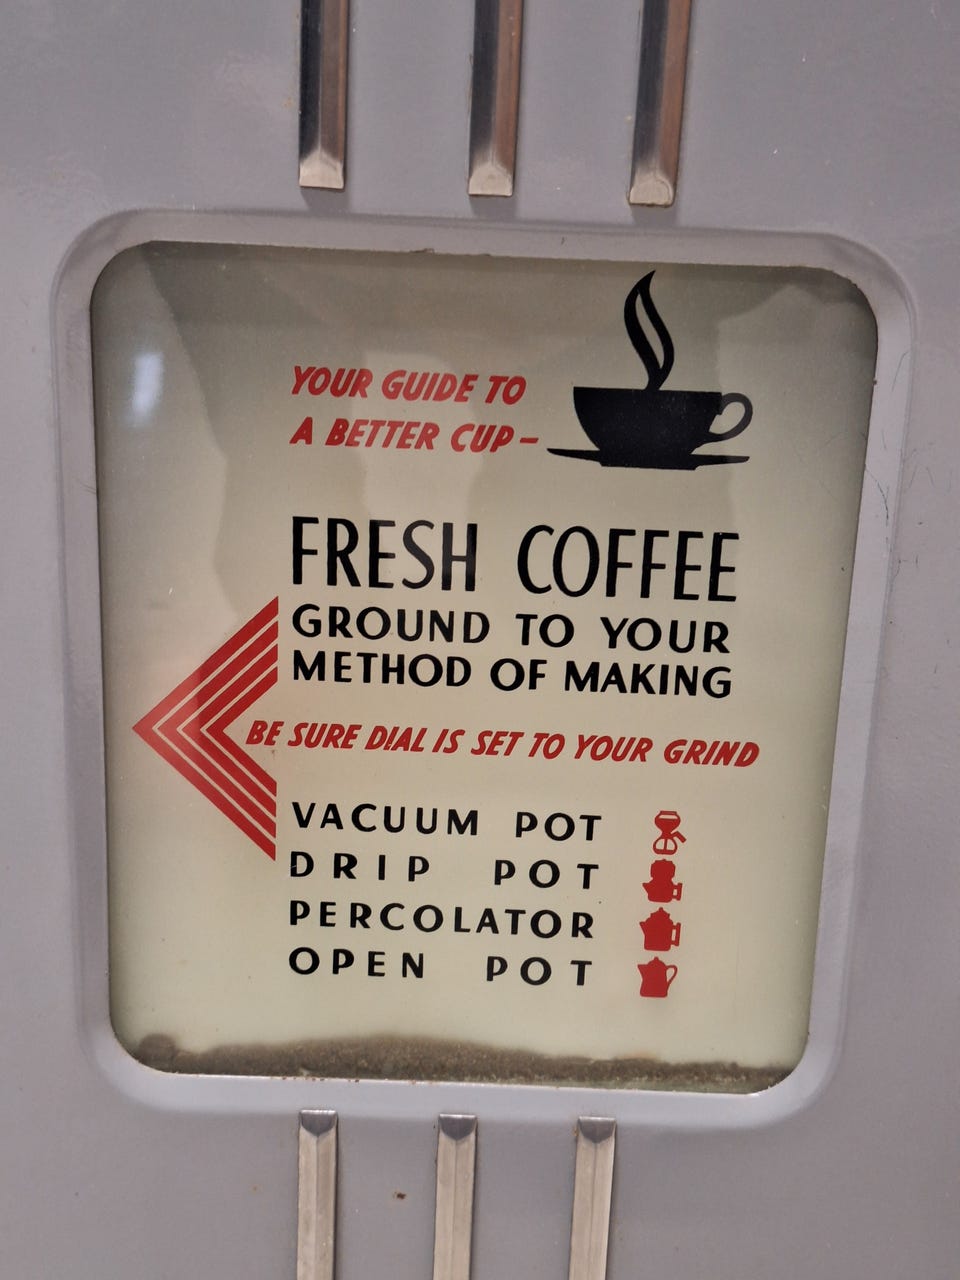 YOUR GUIDE TO
A BETTER CUP–
FRESH COFFEE
GROUND TO YOUR
METHOD OF MAKING
BE SURE DIAL IS SET TO YOUR GRIND
VACUUM POT
DRIP POT
PERCOLATOR
OPEN POT